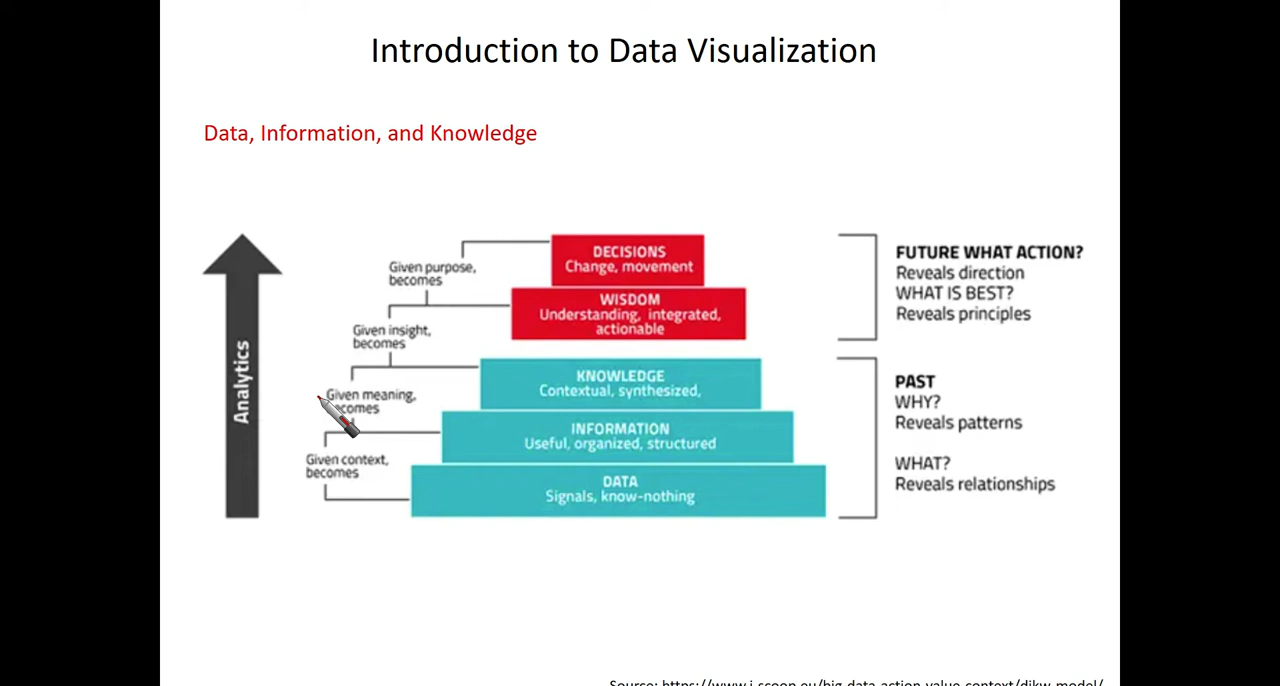 Introduction to Data Visualization
Data, Information, and Knowledge
Analytics
Given purpose,
becomes
Given insight,
becomes
Given meaning,
becomes
Given context,
becomes
DECISIONS
Change, movement
WISDOM
Understanding, integrated,
actionable
KNOWLEDGE
Contextual, synthesized,
INFORMATION
Useful, organized, structured
DATA
Signals, know-nothing
FUTURE WHAT ACTION?
Reveals direction
WHAT IS BEST?
Reveals principles
PAST
WHY?
Reveals patterns
WHAT?
Reveals relationships
Source: https://www.i-scoop.eu/big-data-action-value-context/dikw-model/